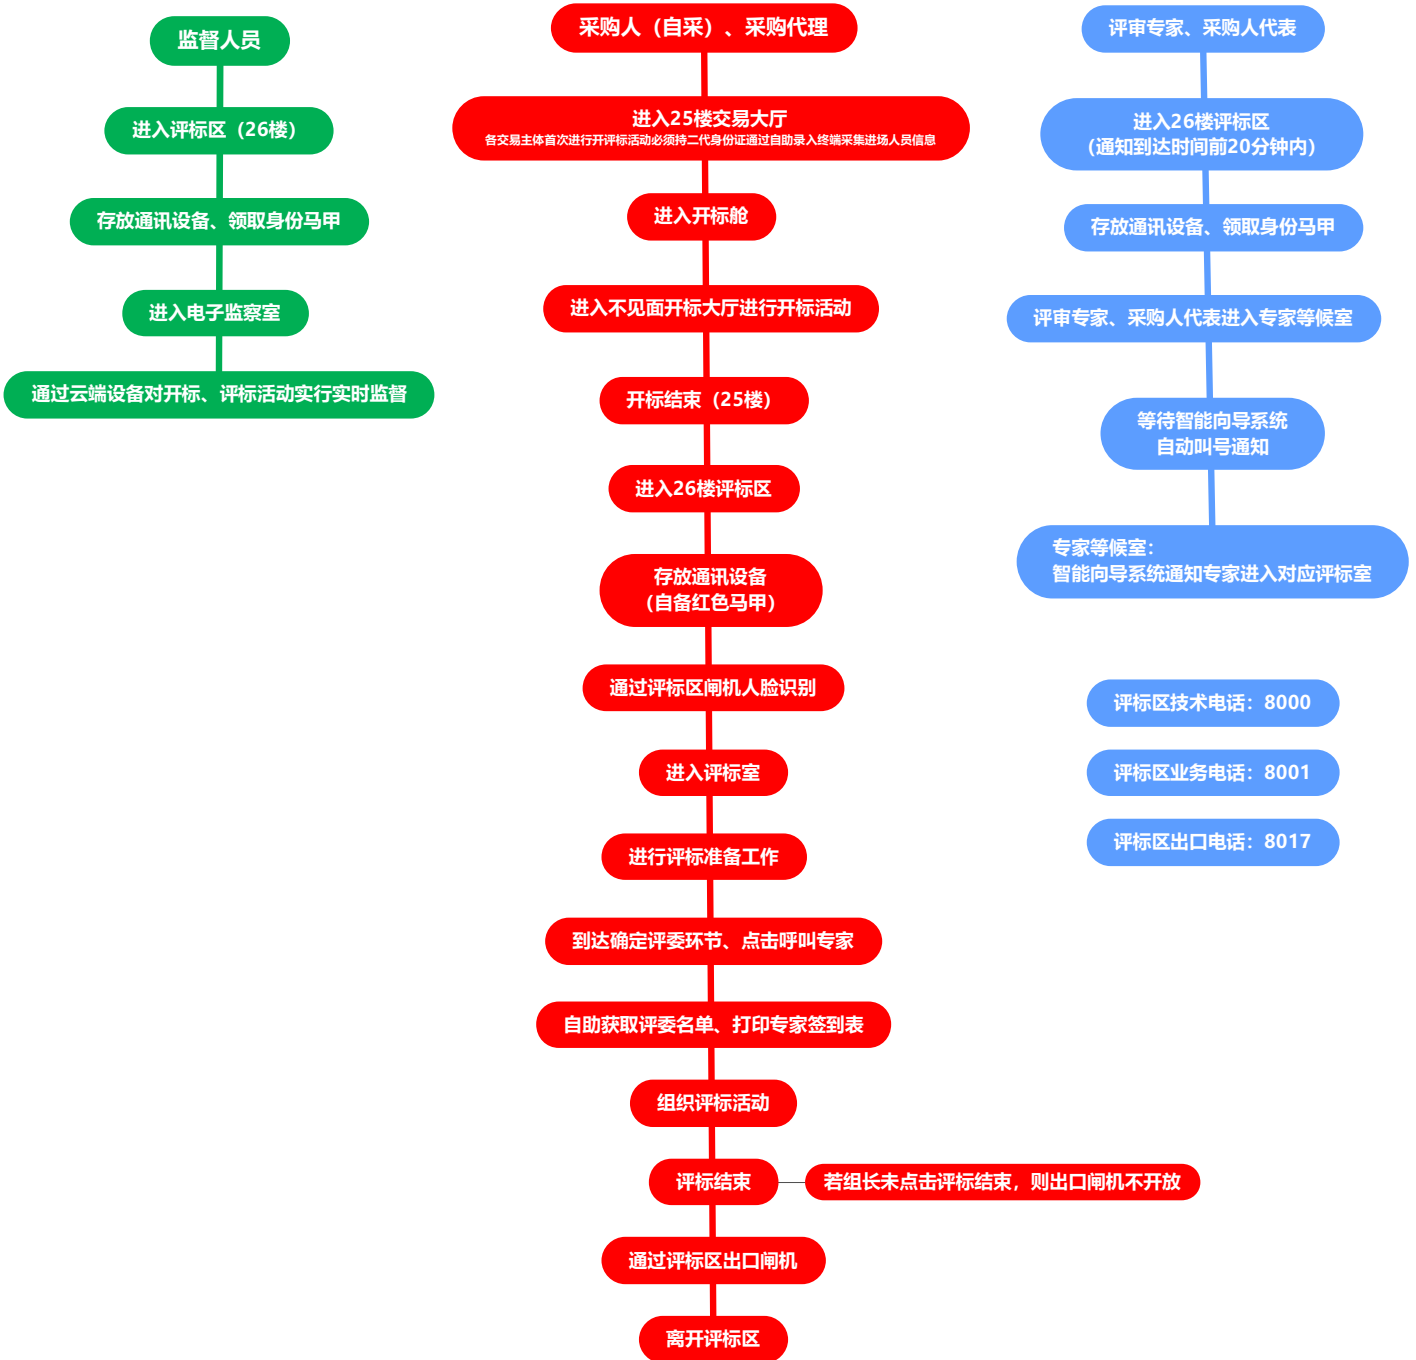 监督人员
进入评标区（26楼）
存放通讯设备、领取身份马甲
进入电子监察室
通过云端设备对开标、评标活动实行实时监督
采购人（自采）、采购代理
进入25楼交易大厅
各交易主体首次进行开评标活动必须持二代身份证通过自助录入终端采集进场人员信息
进入开标舱
进入不见面开标大厅进行开标活动
开标结束（25楼）
进入26楼评标区
存放通讯设备
（自备红色马甲）
通过评标区闸机人脸识别
进入评标室
进行评标准备工作
到达确定评委环节、点击呼叫专家
自助获取评委名单、打印专家签到表
组织评标活动
评标结束
若组长未点击评标结束，则出口闸机不开放
通过评标区出口闸机
离开评标区
评审专家、采购人代表
进入26楼评标区
（通知到达时间前20分钟内）
存放通讯设备、领取身份马甲
评审专家、采购人代表进入专家等候室
等待智能向导系统
自动叫号通知
专家等候室：
智能向导系统通知专家进入对应评标室
评标区技术电话：8000
评标区业务电话：8001
评标区出口电话：8017